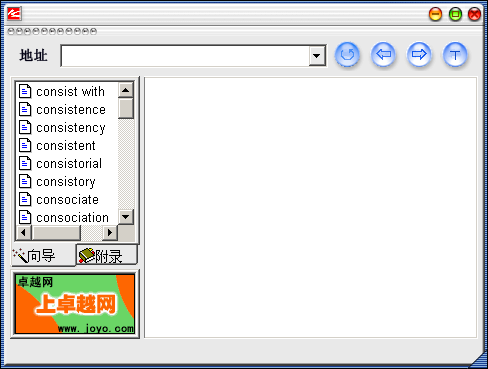 地址
consist with
consistence
consistency
consistent
consistorial
consistory
consociate
consociation
向导
附录
卓越网
上卓越网
www.joyo.com